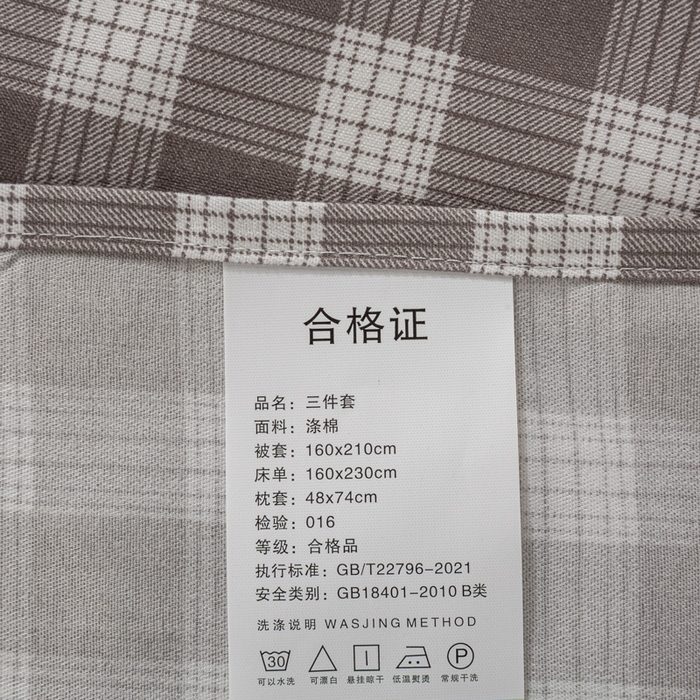 合格证
品名：三件套
面料：涤棉
被套：160x210cm
床单：160x230cm
枕套：48x74cm
检验：016
等级：合格品
执行标准：GB/T22796-2021
安全类别：GB18401-2010 B类
洗涤说明 WASJING METHOD
30 P
可以水洗 可漂白 悬挂晾干 低温熨烫 常规干洗